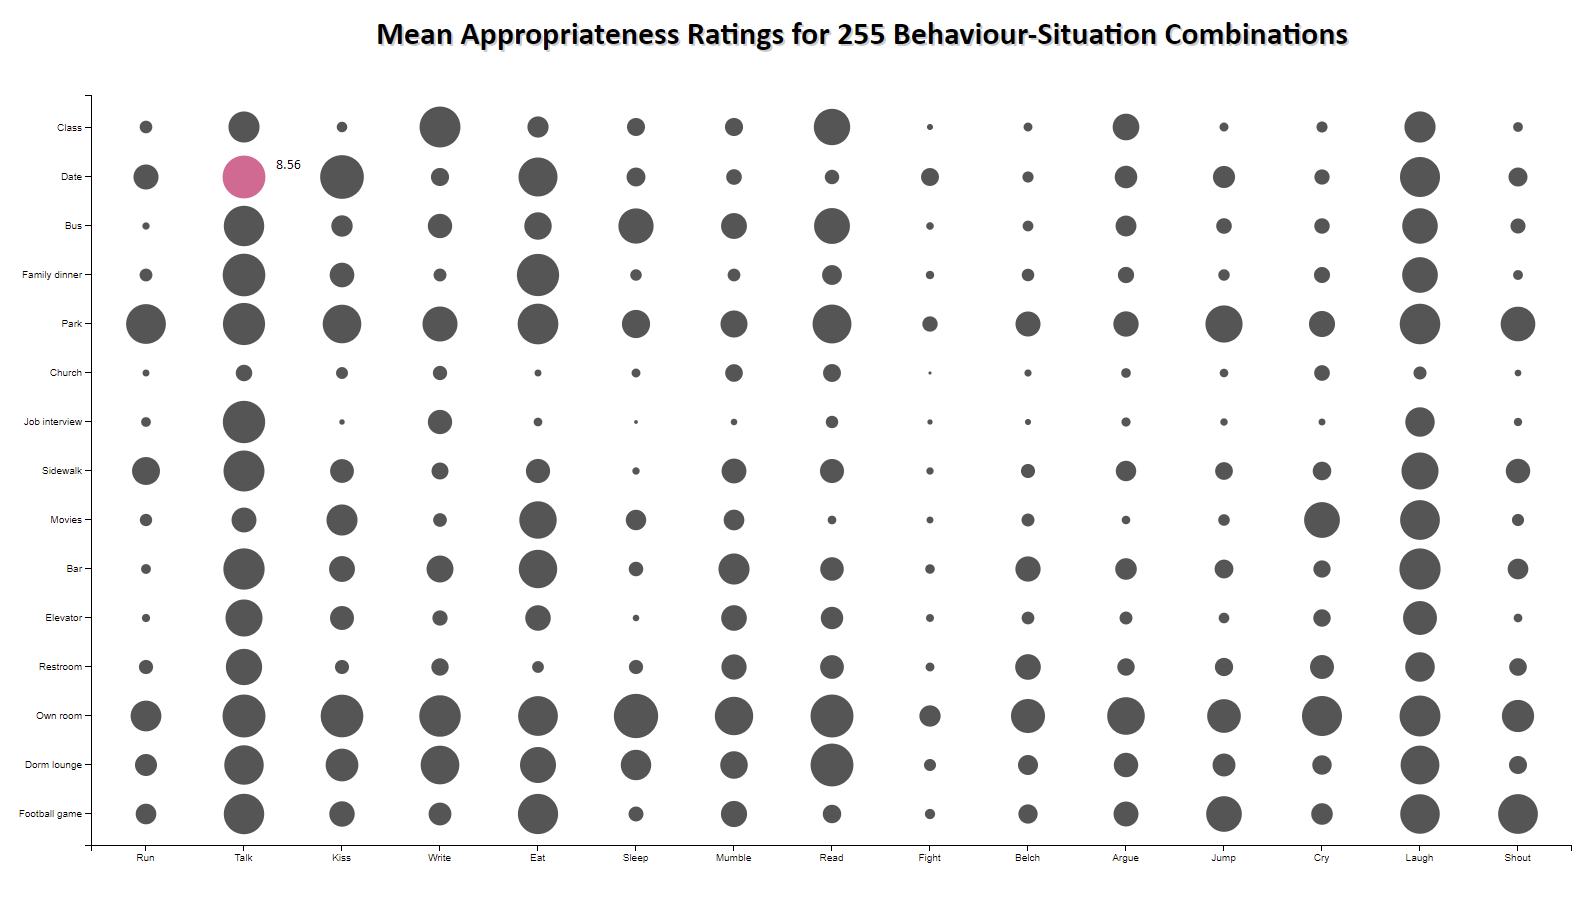 Mean Appropriateness Ratings for 255 Behaviour-Situation Combinations
Class
8.56
Date
Bus
Family dinner
Park
Church
Job interview
Sidewalk
Movies
Bar
Elevator
Restroom
Own room
Dorm lounge
Football game
Run Talk Kiss Write Eat Sleep Mumble Read Fight Belch Argue Jump Cry Laugh Shout